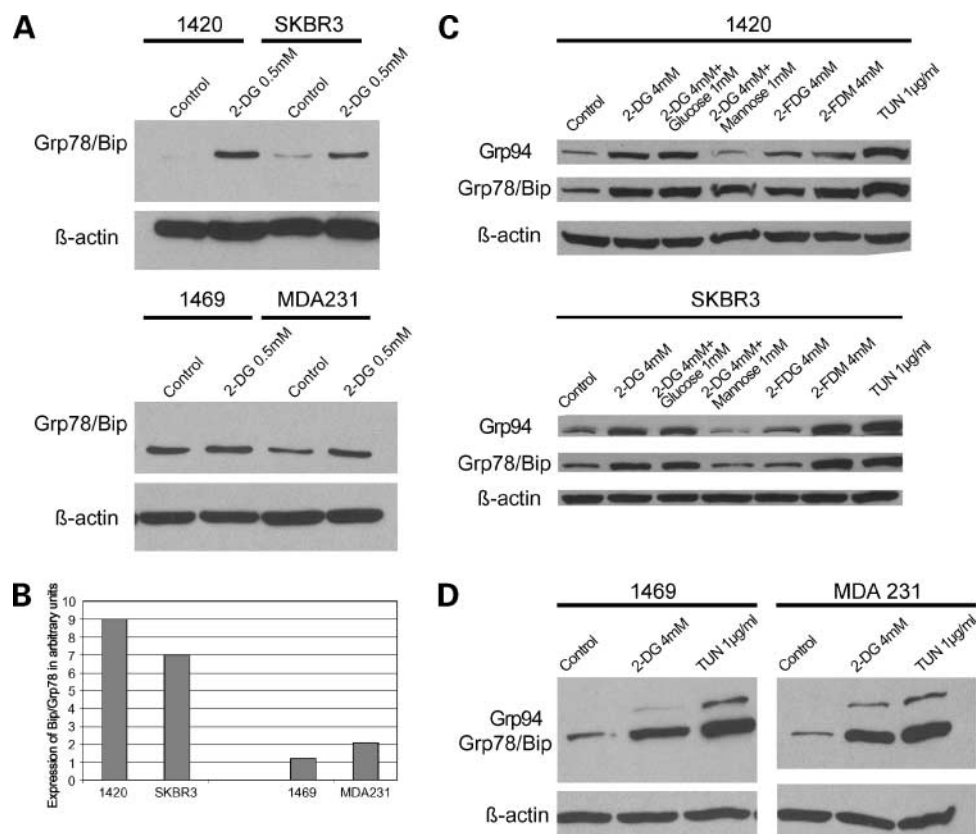 A
1420 SKBR3
Control
2-DG 0.5mM
Control
2-DG 0.5mM
Grp78/Bip
ß-actin
1469 MDA231
Control
2-DG 0.5mM
Control
2-DG 0.5mM
Grp78/Bip
ß-actin
B
Expression of Bip/Grp78 in arbitrary units
10
9
8
7
6
5
4
3
2
1
0
1420 SKBR3 1469 MDA231
C
1420
Control
2-DG 4mM
2-DG 4mM+
Glucose 1mM
2-DG 4mM+
Mannose 1mM
2-FDG 4mM
2-FDM 4mM
TUN 1µg/ml
Grp94
Grp78/Bip
ß-actin
SKBR3
Control
2-DG 4mM
2-DG 4mM+
Glucose 1mM
2-DG 4mM+
Mannose 1mM
2-FDG 4mM
2-FDM 4mM
TUN 1µg/ml
Grp94
Grp78/Bip
ß-actin
D
1469 MDA 231
Control
2-DG 4mM
TUN 1µg/ml
Control
2-DG 4mM
TUN 1µg/ml
Grp94
Grp78/Bip
ß-actin